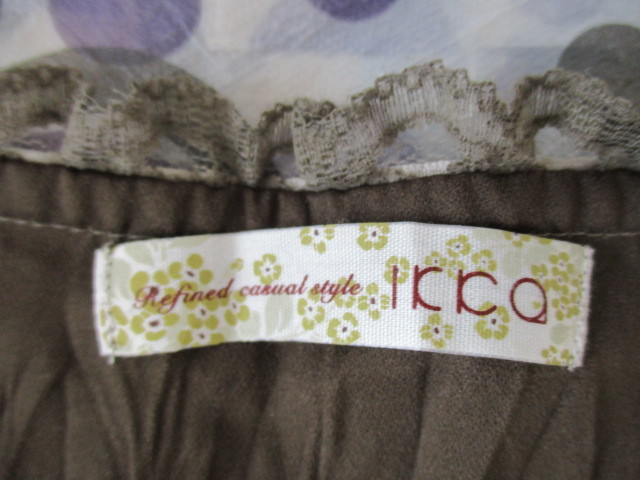 Refined casual style ikka